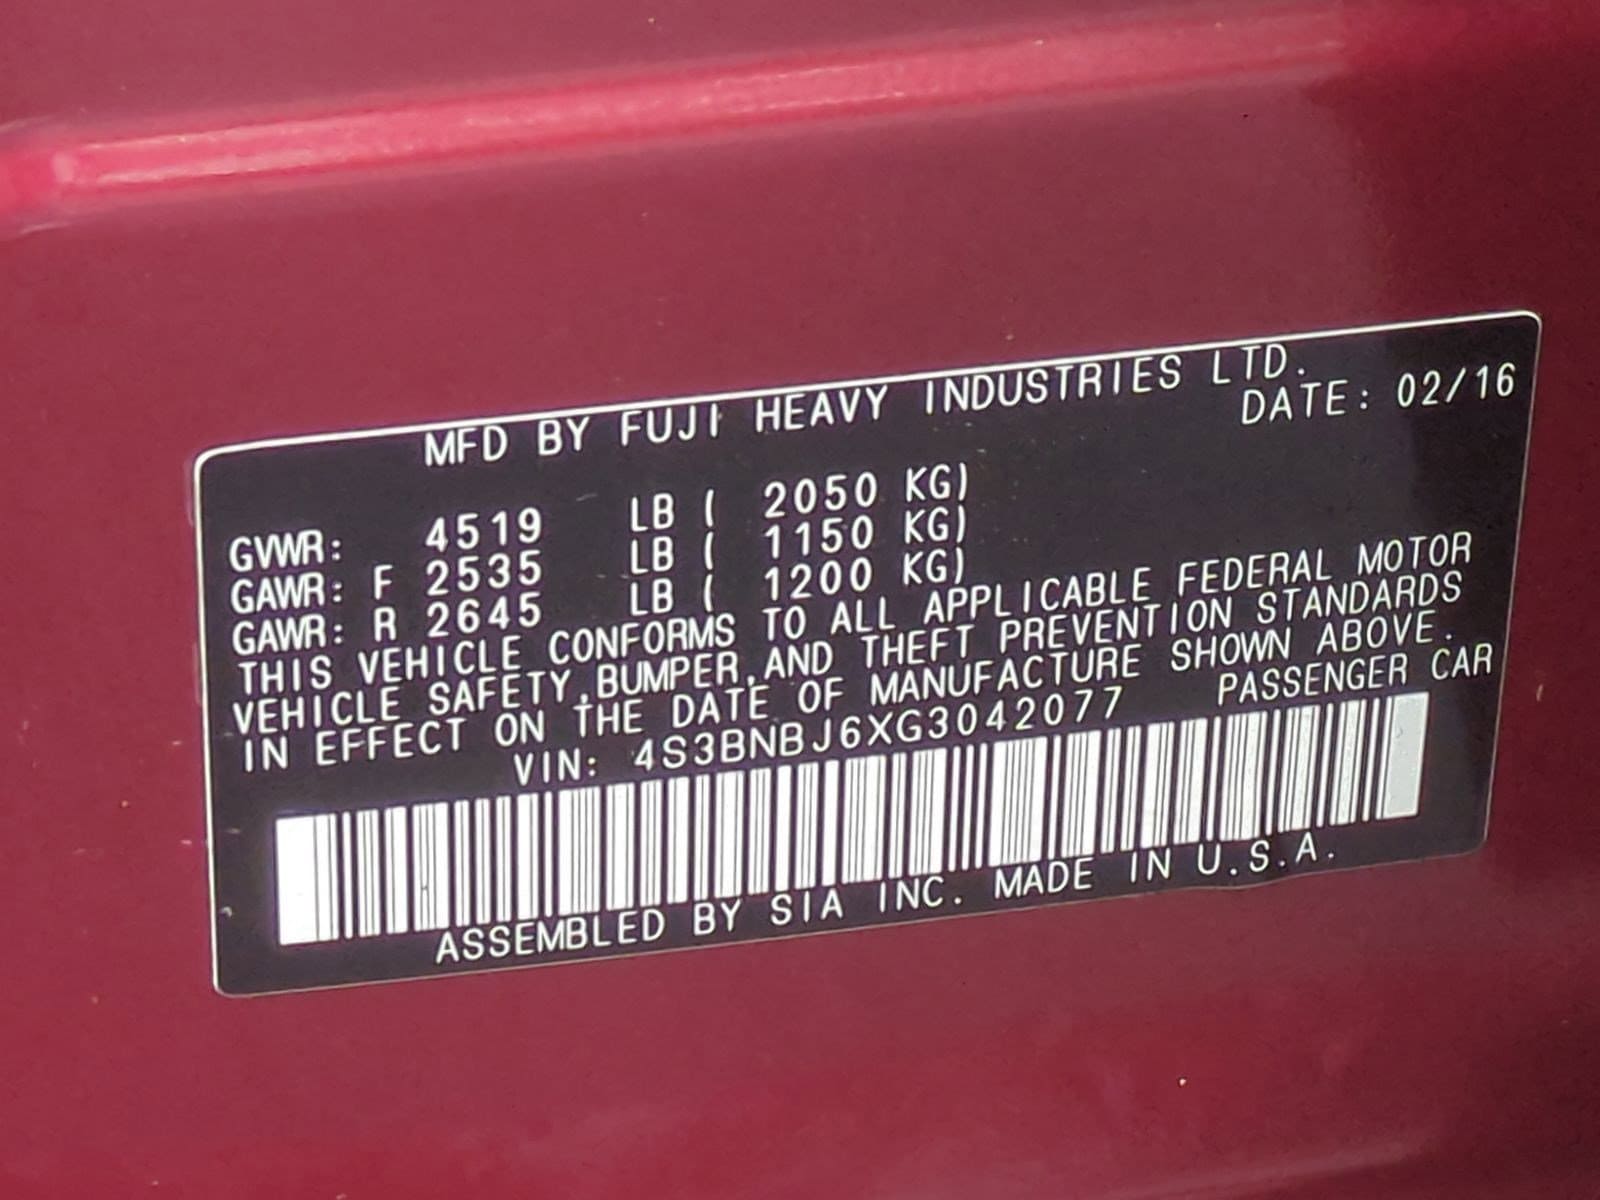 MFD BY FUJI HEAVY INDUSTRIES LTD.
DATE: 02/16
GVWR: 4519 LB ( 2050 KG)
GAWR: F 2535 LB ( 1150 KG)
GAWR: R 2645 LB ( 1200 KG)
THIS VEHICLE CONFORMS TO ALL APPLICABLE FEDERAL MOTOR
VEHICLE SAFETY,BUMPER,AND THEFT PREVENTION STANDARDS
IN EFFECT ON THE DATE OF MANUFACTURE SHOWN ABOVE.
VIN: 4S3BNBJ6XG3042077 PASSENGER CAR
ASSEMBLED BY SIA INC. MADE IN U.S.A.